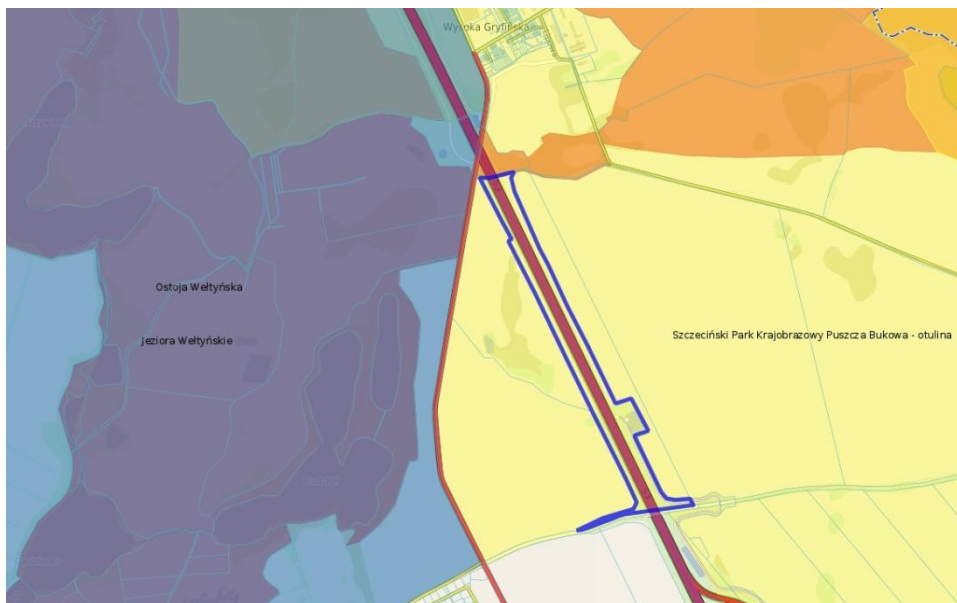 Wysoka Gryfińska
Ostoja Wełtyńska
Jeziora Wełtyńskie
Szczeciński Park Krajobrazowy Puszcza Bukowa - otulina